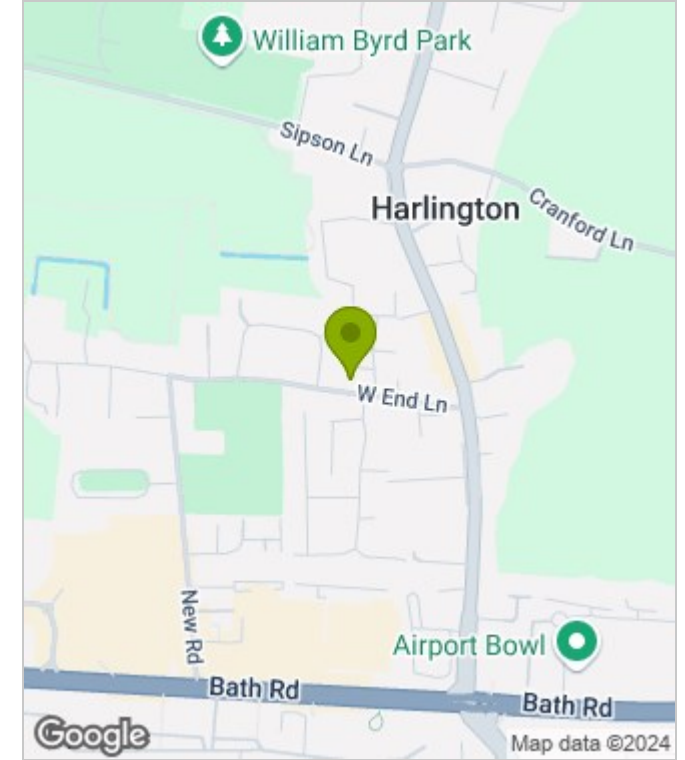 William Byrd Park
Sipson Ln
Harlington
Cranford Ln
W End Ln
New Rd
Airport Bowl
Bath Rd
Bath Rd
Google
Map data ©2024